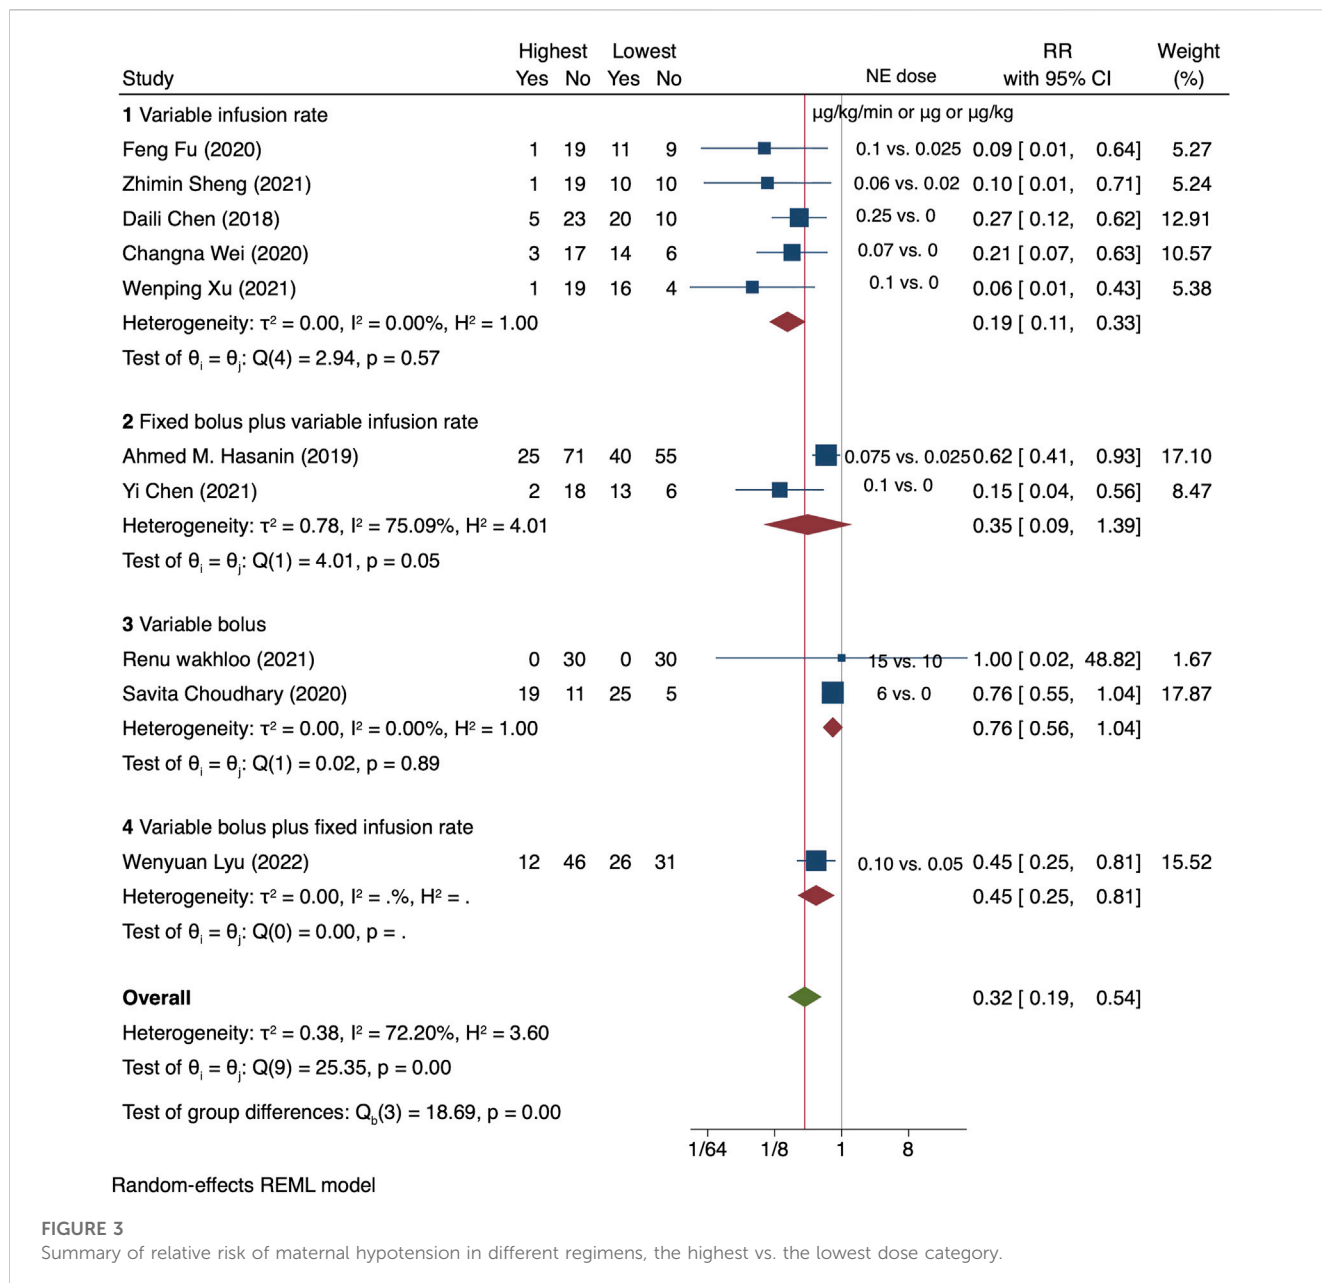 Highest Lowest RR Weight
Study Yes No Yes No NE dose with 95% CI (%)
1 Variable infusion rate µg/kg/min or µg or µg/kg
Feng Fu (2020) 1 19 11 9 0.1 vs. 0.025 0.09 [ 0.01, 0.64] 5.27
Zhimin Sheng (2021) 1 19 10 10 0.06 vs. 0.02 0.10 [ 0.01, 0.71] 5.24
Daili Chen (2018) 5 23 20 10 0.25 vs. 0 0.27 [ 0.12, 0.62] 12.91
Changna Wei (2020) 3 17 14 6 0.07 vs. 0 0.21 [ 0.07, 0.63] 10.57
Wenping Xu (2021) 1 19 16 4 0.1 vs. 0 0.06 [ 0.01, 0.43] 5.38
Heterogeneity: τ² = 0.00, I² = 0.00%, H² = 1.00 0.19 [ 0.11, 0.33]
Test of θi = θj: Q(4) = 2.94, p = 0.57
2 Fixed bolus plus variable infusion rate
Ahmed M. Hasanin (2019) 25 71 40 55 0.075 vs. 0.025 0.62 [ 0.41, 0.93] 17.10
Yi Chen (2021) 2 18 13 6 0.1 vs. 0 0.15 [ 0.04, 0.56] 8.47
Heterogeneity: τ² = 0.78, I² = 75.09%, H² = 4.01 0.35 [ 0.09, 1.39]
Test of θi = θj: Q(1) = 4.01, p = 0.05
3 Variable bolus
Renu wakhloo (2021) 0 30 0 30 15 vs. 10 1.00 [ 0.02, 48.82] 1.67
Savita Choudhary (2020) 19 11 25 5 6 vs. 0 0.76 [ 0.55, 1.04] 17.87
Heterogeneity: τ² = 0.00, I² = 0.00%, H² = 1.00 0.76 [ 0.56, 1.04]
Test of θi = θj: Q(1) = 0.02, p = 0.89
4 Variable bolus plus fixed infusion rate
Wenyuan Lyu (2022) 12 46 26 31 0.10 vs. 0.05 0.45 [ 0.25, 0.81] 15.52
Heterogeneity: τ² = 0.00, I² = .%, H² = . 0.45 [ 0.25, 0.81]
Test of θi = θj: Q(0) = 0.00, p = .
Overall 0.32 [ 0.19, 0.54]
Heterogeneity: τ² = 0.38, I² = 72.20%, H² = 3.60
Test of θi = θj: Q(9) = 25.35, p = 0.00
Test of group differences: Qb(3) = 18.69, p = 0.00
1/64 1/8 1 8
Random-effects REML model
FIGURE 3
Summary of relative risk of maternal hypotension in different regimens, the highest vs. the lowest dose category.